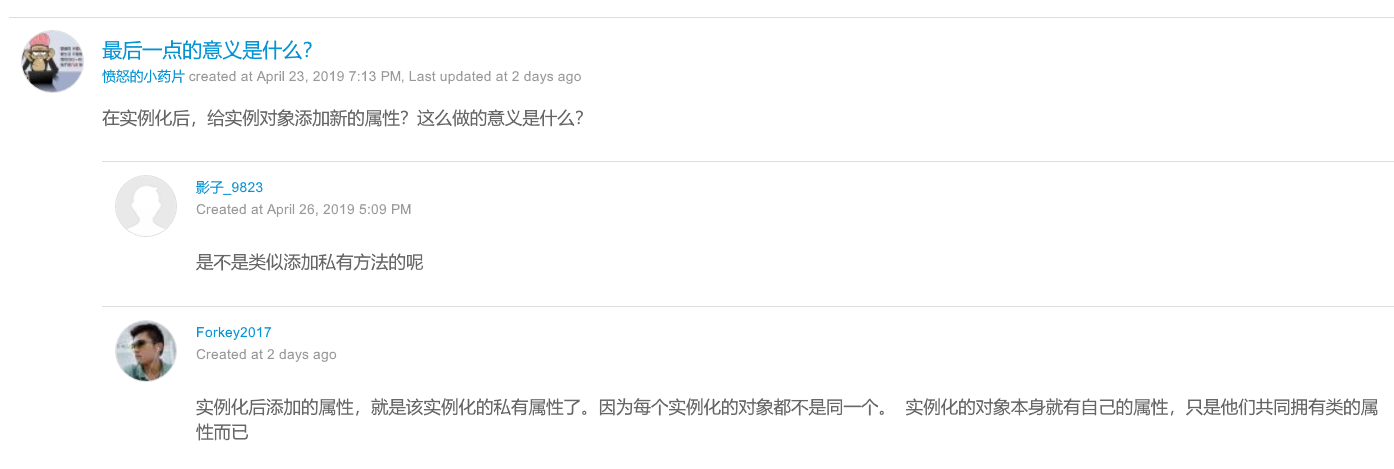 最后一点的意义是什么？
愤怒的小药片 created at April 23, 2019 7:13 PM, Last updated at 2 days ago
在实例化后，给实例对象添加新的属性？这么做的意义是什么？
影子_9823
Created at April 26, 2019 5:09 PM
是不是类似添加私有方法的呢
Forkey2017
Created at 2 days ago
实例化后添加的属性，就是该实例化的私有属性了。因为每个实例化的对象都不是同一个。 实例化的对象本身就有自己的属性，只是他们共同拥有类的属
性而已